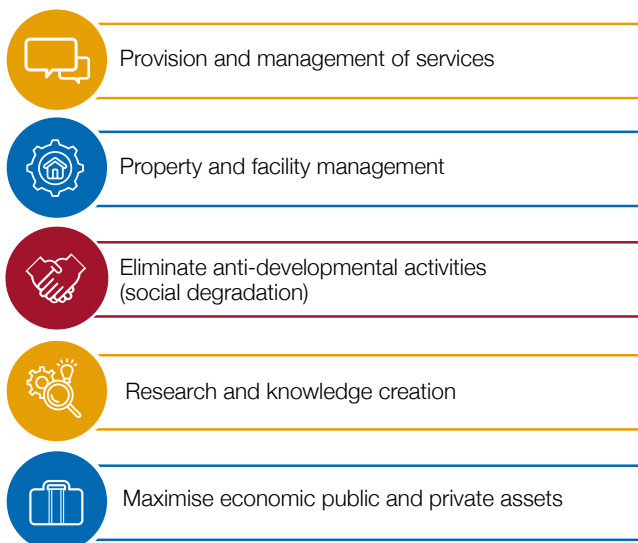 Provision and management of services
Property and facility management
Eliminate anti-developmental activities
(social degradation)
Research and knowledge creation
Maximise economic public and private assets